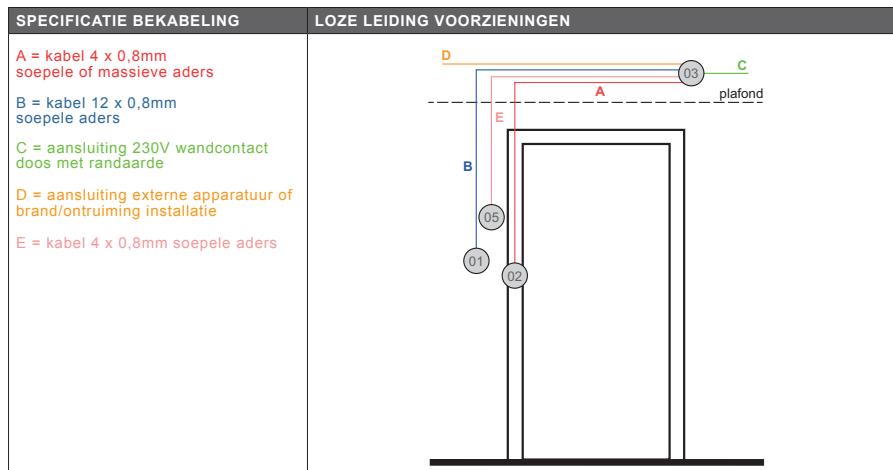 SPECIFICATIE BEKABELING
A = kabel 4 x 0,8mm
soepele of massieve aders
B = kabel 12 x 0,8mm
soepele aders
C = aansluiting 230V wandcontact
doos met randaarde
D = aansluiting externe apparatuur of
brand/ontruiming installatie
E = kabel 4 x 0,8mm soepele aders
LOZE LEIDING VOORZIENINGEN
D
03
C
A
plafond
E
B
05
01
02